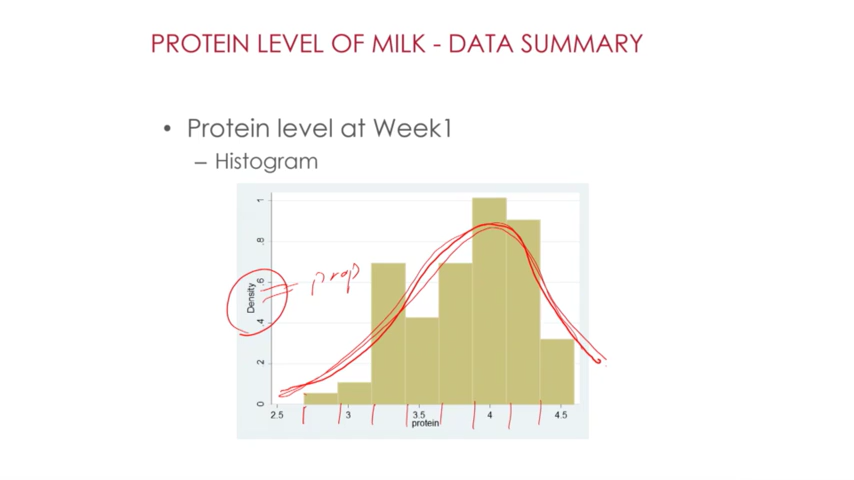 PROTEIN LEVEL OF MILK - DATA SUMMARY
• Protein level at Week1
– Histogram
1
.8
.6
.4
.2
0
Density
= prop
2.5 3 3.5 4 4.5
protein